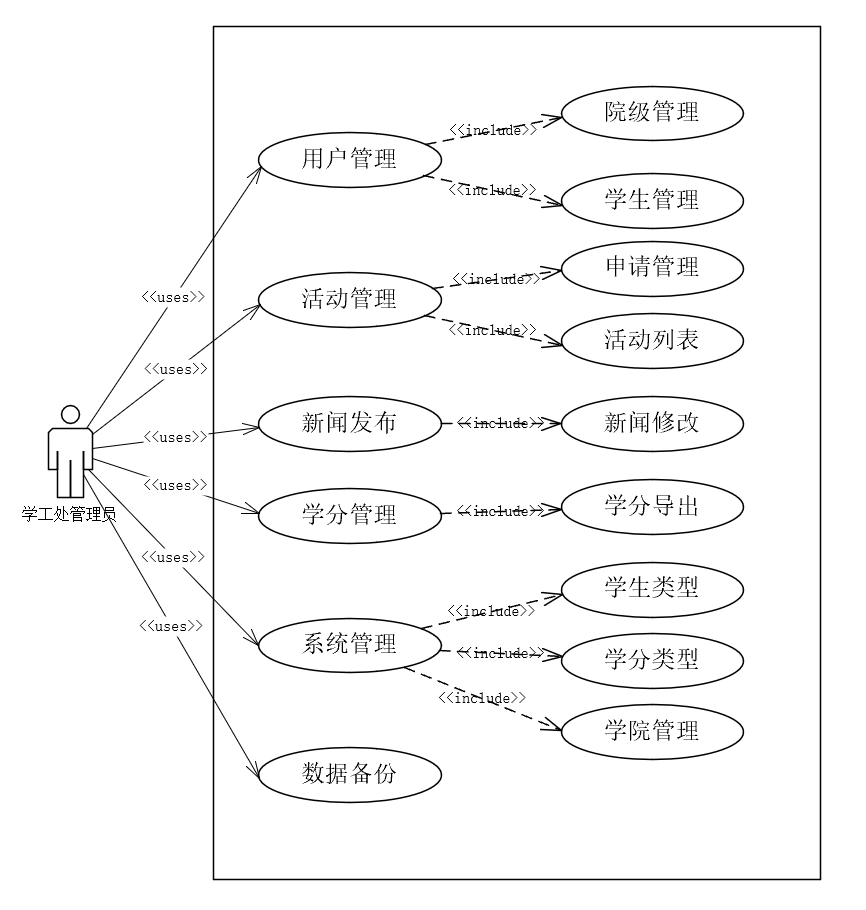 院级管理
<<include>>
用户管理
<<include>>
学生管理
申请管理
<<include>>
<<uses>>
活动管理
<<include>>
活动列表
<<uses>>
新闻发布
<<include>>
新闻修改
<<uses>>
<<uses>>
学分管理
<<include>>
学分导出
学工处管理员
<<uses>>
学生类型
<<include>>
<<uses>>
系统管理
<<include>>
学分类型
<<include>>
学院管理
数据备份